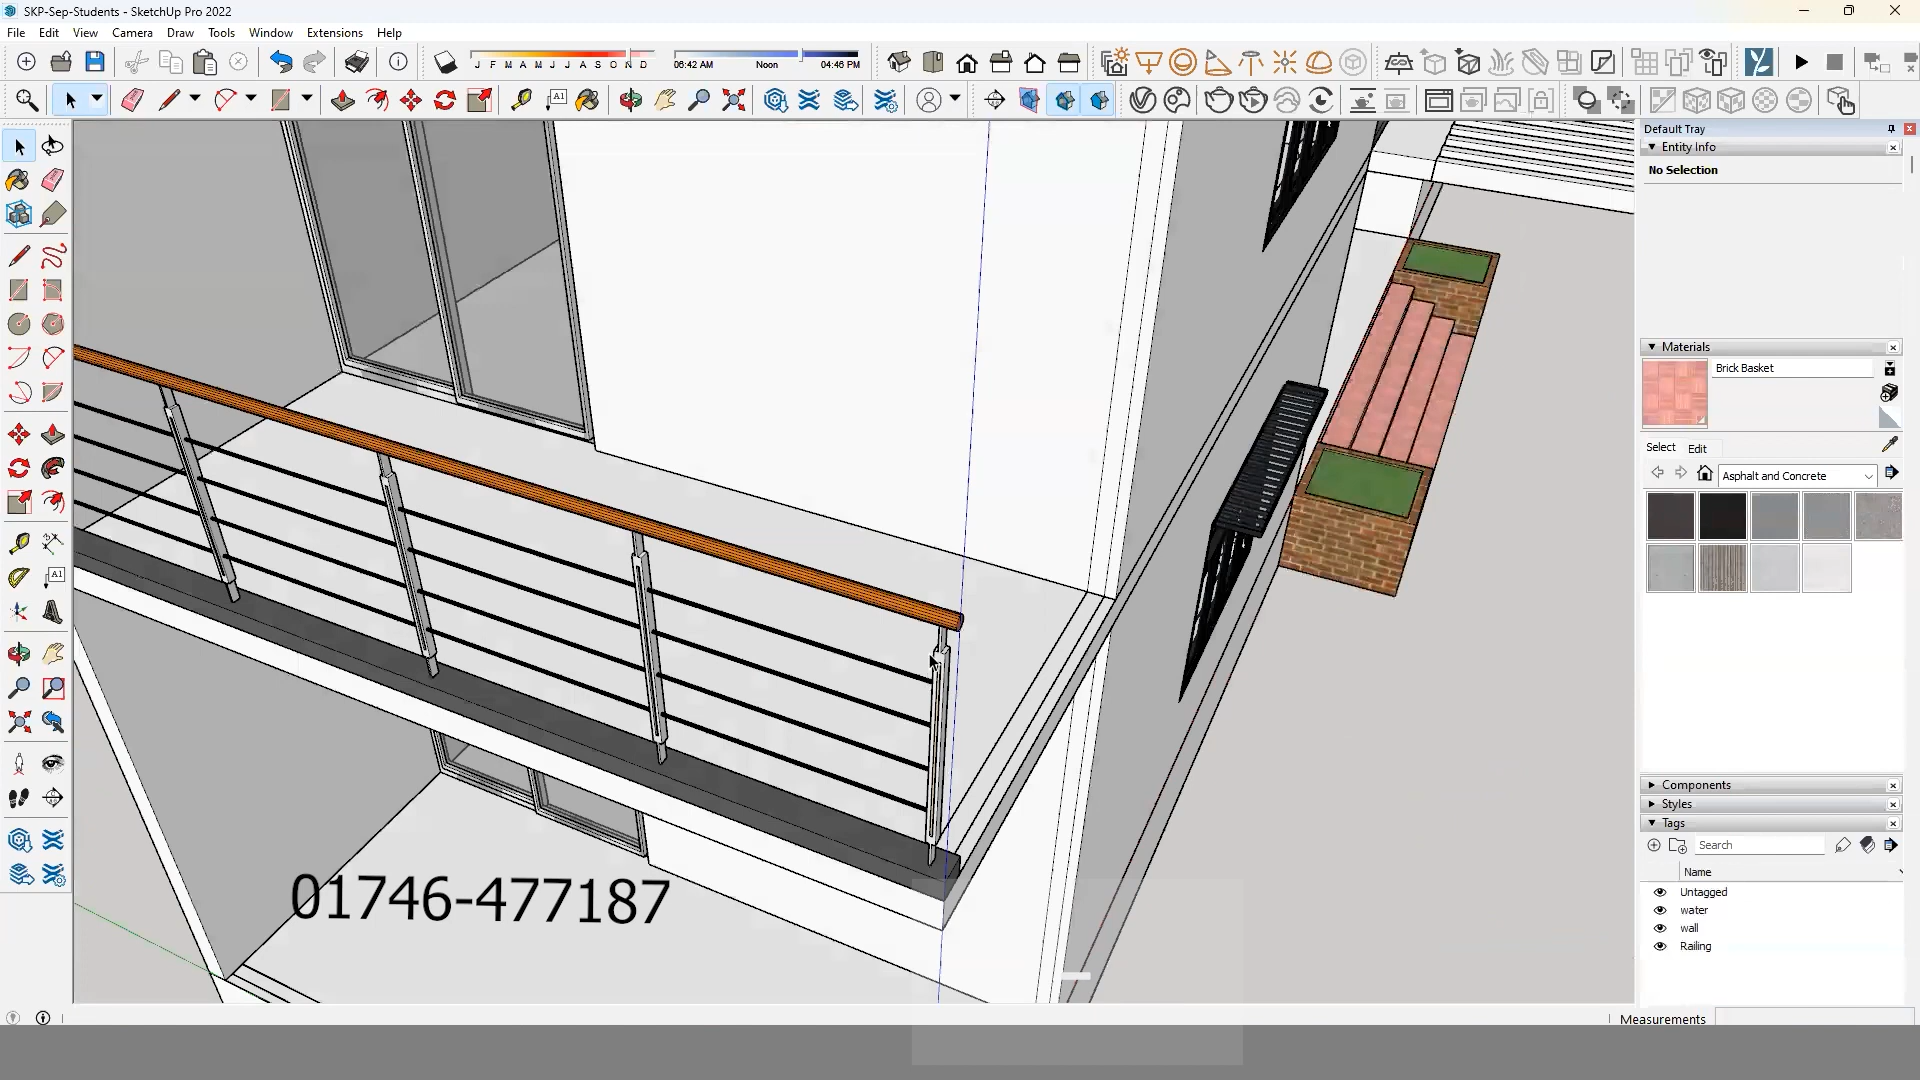 SKP-Sep-Students - SketchUp Pro 2022
File Edit View Camera Draw Tools Window Extensions Help
J F M A M J J A S O N D
06:42 AM Noon 04:46 PM
A1
Default Tray
Entity Info
No Selection
Materials
Brick Basket
Select Edit
Asphalt and Concrete
A1
Components
Styles
Tags
Search
Name
Untagged
water
wall
Railing
01746-477187
Measurements